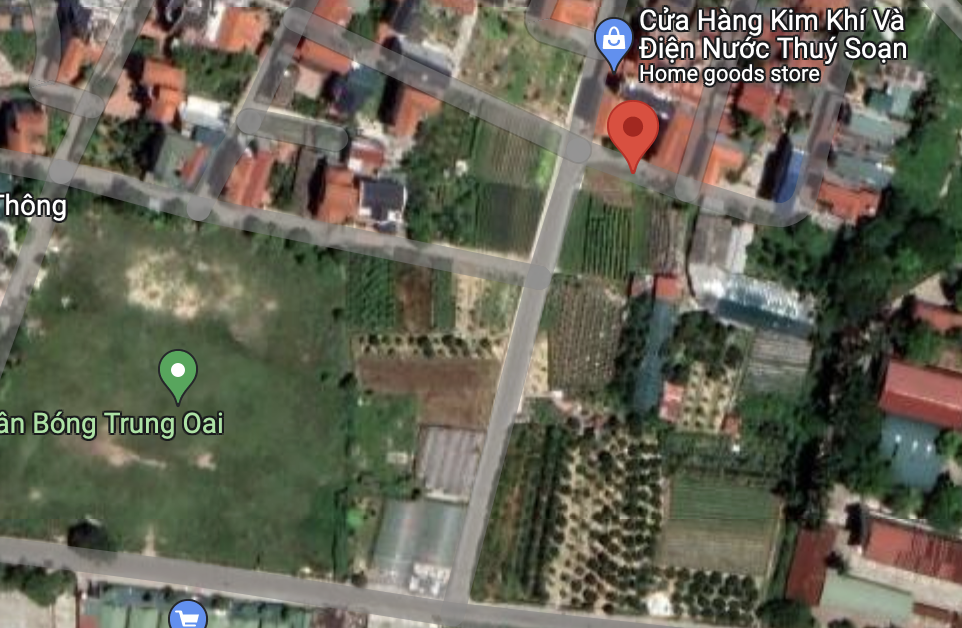 Cửa Hàng Kim Khí Và
Điện Nước Thuý Soạn
Home goods store
Thông
ân Bóng Trung Oai